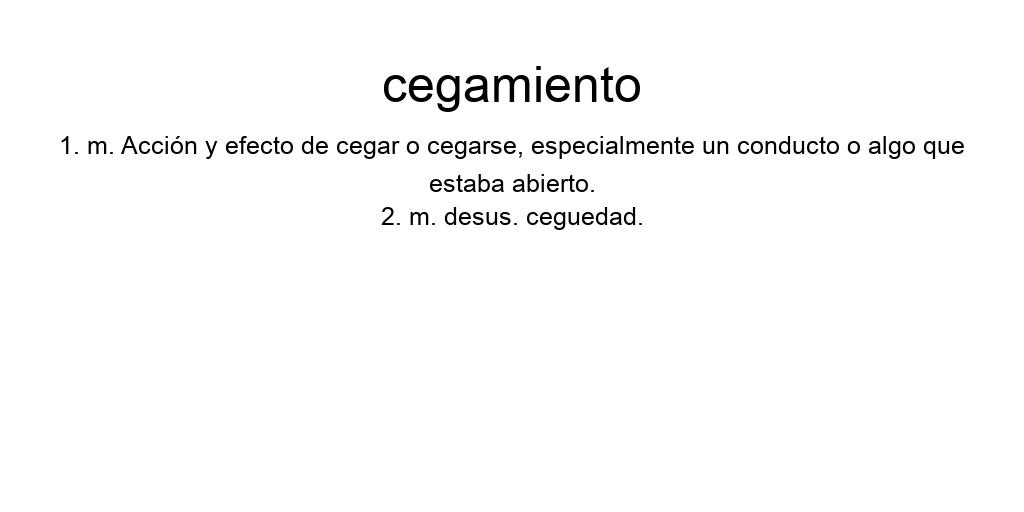 cegamiento
1. m. Acción y efecto de cegar o cegarse, especialmente un conducto o algo que
estaba abierto.
2. m. desus. ceguedad.